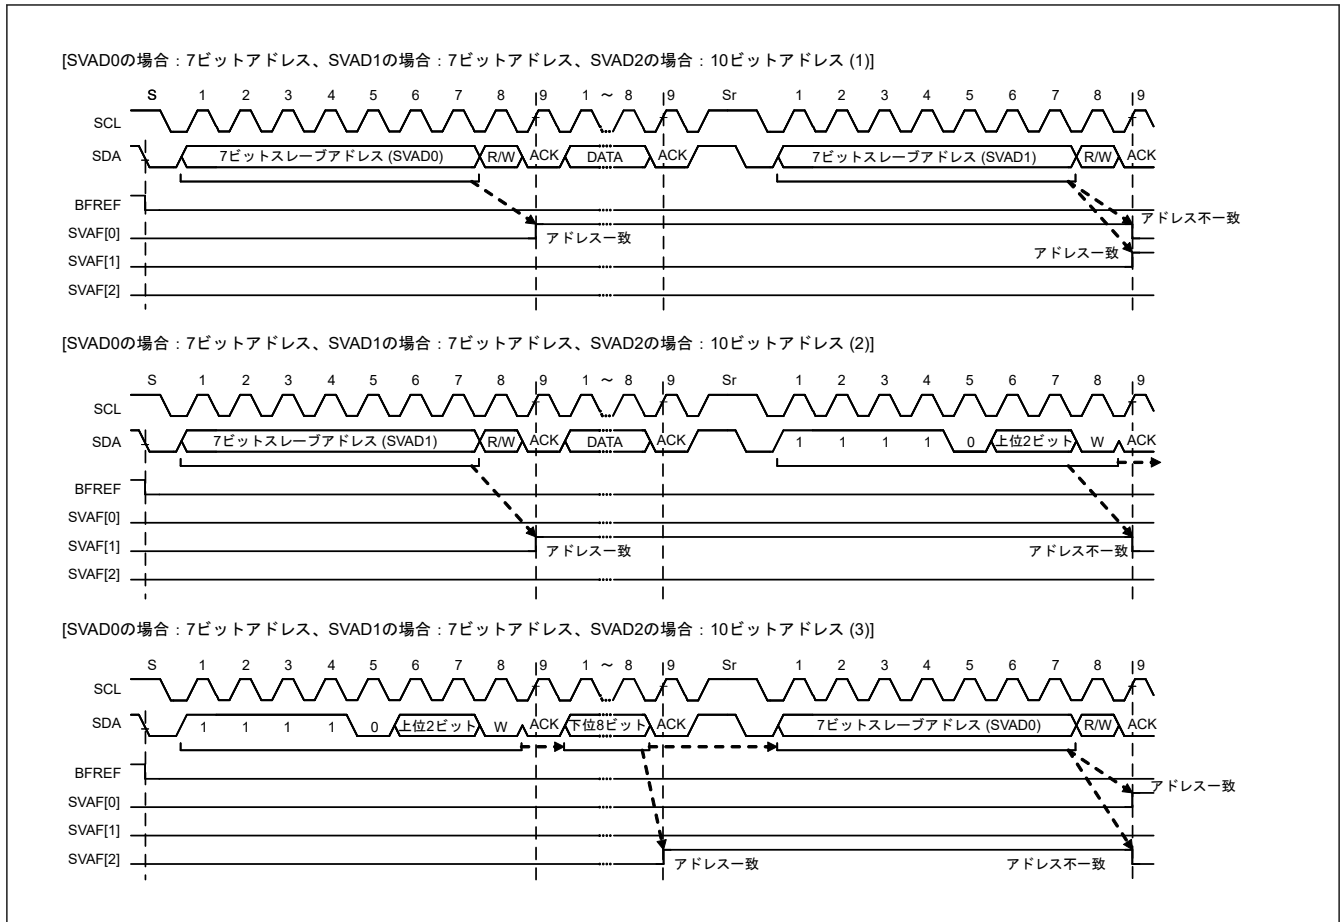 [SVAD0の場合：7ビットアドレス、SVAD1の場合：7ビットアドレス、SVAD2の場合：10ビットアドレス (1)]
S 1 2 3 4 5 6 7 8 9 1 ～ 8 9 Sr 1 2 3 4 5 6 7 8 9
SCL
SDA 7ビットスレーブアドレス (SVAD0) R/W ACK DATA ACK 7ビットスレーブアドレス (SVAD1) R/W ACK
BFREF
アドレス不一致
SVAF[0] アドレス一致
SVAF[1] アドレス一致
SVAF[2]
[SVAD0の場合：7ビットアドレス、SVAD1の場合：7ビットアドレス、SVAD2の場合：10ビットアドレス (2)]
S 1 2 3 4 5 6 7 8 9 1 ～ 8 9 Sr 1 2 3 4 5 6 7 8 9
SCL
SDA 7ビットスレーブアドレス (SVAD1) R/W ACK DATA ACK 1 1 1 1 0 上位2ビット W ACK
BFREF
SVAF[0]
SVAF[1] アドレス一致 アドレス不一致
SVAF[2]
[SVAD0の場合：7ビットアドレス、SVAD1の場合：7ビットアドレス、SVAD2の場合：10ビットアドレス (3)]
S 1 2 3 4 5 6 7 8 9 1 ～ 8 9 Sr 1 2 3 4 5 6 7 8 9
SCL
SDA 1 1 1 1 0 上位2ビット W ACK 下位8ビット ACK 7ビットスレーブアドレス (SVAD0) R/W ACK
BFREF
アドレス一致
SVAF[0]
SVAF[1]
SVAF[2] アドレス一致 アドレス不一致